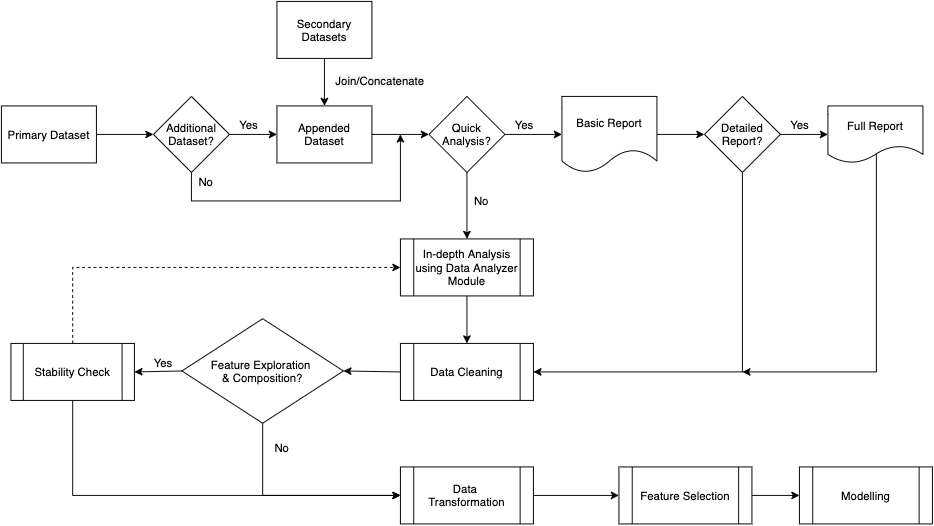 Secondary
Datasets
Join/Concatenate
Primary Dataset
Additional
Dataset?
Yes
Appended
Dataset
Quick
Analysis?
Yes
Basic Report
Detailed
Report?
Yes
Full Report
No
No
In-depth Analysis
using Data Analyzer
Module
Stability Check
Yes
Feature Exploration
& Composition?
Data Cleaning
No
Data
Transformation
Feature Selection
Modelling